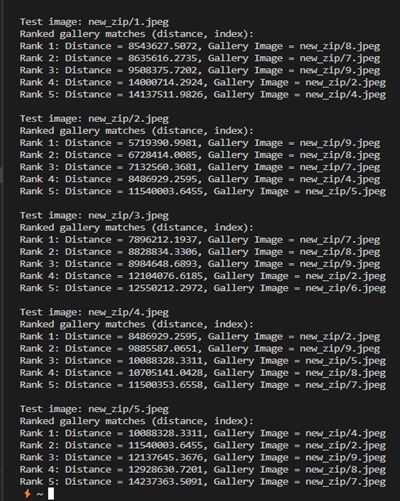 Test image: new_zip/1.jpeg
Ranked gallery matches (distance, index):
Rank 1: Distance = 8543627.5072, Gallery Image = new_zip/8.jpeg
Rank 2: Distance = 8635616.2735, Gallery Image = new_zip/7.jpeg
Rank 3: Distance = 9508375.7202, Gallery Image = new_zip/9.jpeg
Rank 4: Distance = 14000714.2924, Gallery Image = new_zip/2.jpeg
Rank 5: Distance = 14137511.9826, Gallery Image = new_zip/4.jpeg
Test image: new_zip/2.jpeg
Ranked gallery matches (distance, index):
Rank 1: Distance = 5719390.9981, Gallery Image = new_zip/9.jpeg
Rank 2: Distance = 6728414.0085, Gallery Image = new_zip/8.jpeg
Rank 3: Distance = 7132560.3681, Gallery Image = new_zip/7.jpeg
Rank 4: Distance = 8486929.2595, Gallery Image = new_zip/4.jpeg
Rank 5: Distance = 11540003.6455, Gallery Image = new_zip/5.jpeg
Test image: new_zip/3.jpeg
Ranked gallery matches (distance, index):
Rank 1: Distance = 7896212.1937, Gallery Image = new_zip/7.jpeg
Rank 2: Distance = 8828834.3306, Gallery Image = new_zip/8.jpeg
Rank 3: Distance = 8984648.6893, Gallery Image = new_zip/9.jpeg
Rank 4: Distance = 12104076.6185, Gallery Image = new_zip/2.jpeg
Rank 5: Distance = 12550212.2972, Gallery Image = new_zip/6.jpeg
Test image: new_zip/4.jpeg
Ranked gallery matches (distance, index):
Rank 1: Distance = 8486929.2595, Gallery Image = new_zip/2.jpeg
Rank 2: Distance = 9885587.0651, Gallery Image = new_zip/9.jpeg
Rank 3: Distance = 10088328.3311, Gallery Image = new_zip/5.jpeg
Rank 4: Distance = 10705141.0428, Gallery Image = new_zip/8.jpeg
Rank 5: Distance = 11500353.6558, Gallery Image = new_zip/7.jpeg
Test image: new_zip/5.jpeg
Ranked gallery matches (distance, index):
Rank 1: Distance = 10088328.3311, Gallery Image = new_zip/4.jpeg
Rank 2: Distance = 11540003.6455, Gallery Image = new_zip/2.jpeg
Rank 3: Distance = 12137645.3676, Gallery Image = new_zip/9.jpeg
Rank 4: Distance = 12928630.7201, Gallery Image = new_zip/8.jpeg
Rank 5: Distance = 14237363.5091, Gallery Image = new_zip/7.jpeg
⚡ ~